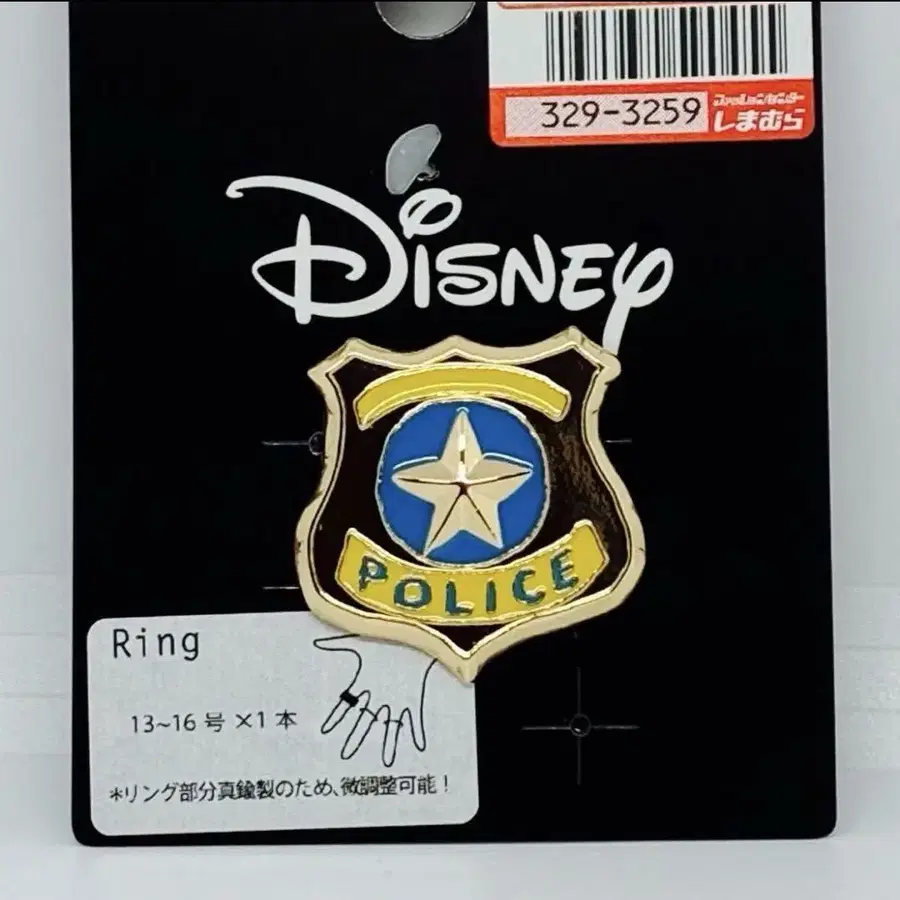 329-3259
ファッションセンター
しまむら
Disney
POLICE
Ring
13~16 号 ×1 本
*リング部分真鍮製のため、微調整可能！